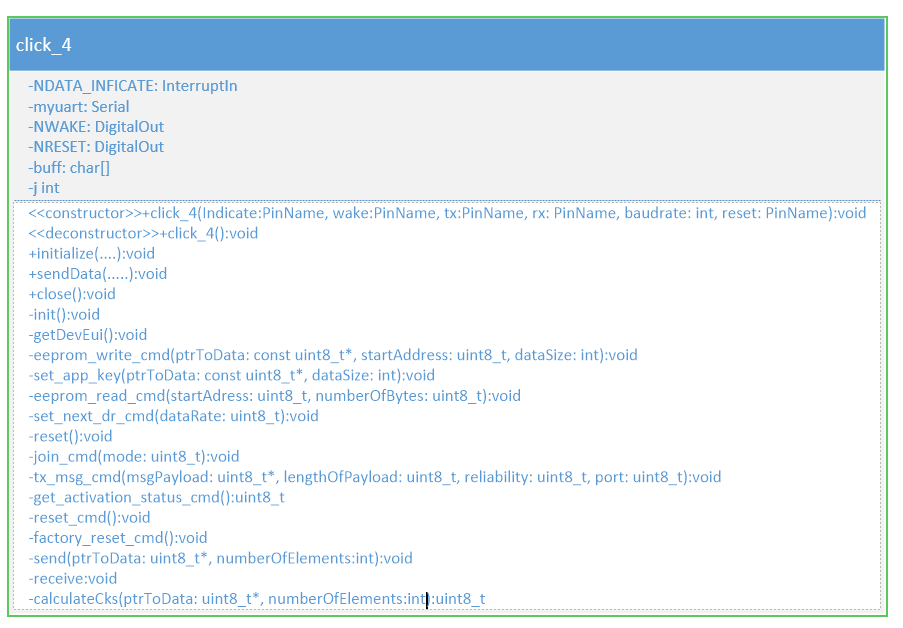 click_4
-NDATA_INFICATE: InterruptIn
-myuart: Serial
-NWAKE: DigitalOut
-NRESET: DigitalOut
-buff: char[]
-j int
<<constructor>>+click_4(Indicate:PinName, wake:PinName, tx:PinName, rx: PinName, baudrate: int, reset: PinName):void
<<deconstructor>>+click_4():void
+initialize(....):void
+sendData(.....):void
+close():void
-init():void
-getDevEui():void
-eeprom_write_cmd(ptrToData: const uint8_t*, startAddress: uint8_t, dataSize: int):void
-set_app_key(ptrToData: const uint8_t*, dataSize: int):void
-eeprom_read_cmd(startAdress: uint8_t, numberOfBytes: uint8_t):void
-set_next_dr_cmd(dataRate: uint8_t):void
-reset():void
-join_cmd(mode: uint8_t):void
-tx_msg_cmd(msgPayload: uint8_t*, lengthOfPayload: uint8_t, reliability: uint8_t, port: uint8_t):void
-get_activation_status_cmd():uint8_t
-reset_cmd():void
-factory_reset_cmd():void
-send(ptrToData: uint8_t*, numberOfElements:int):void
-receive:void
-calculateCks(ptrToData: uint8_t*, numberOfElements:int):uint8_t